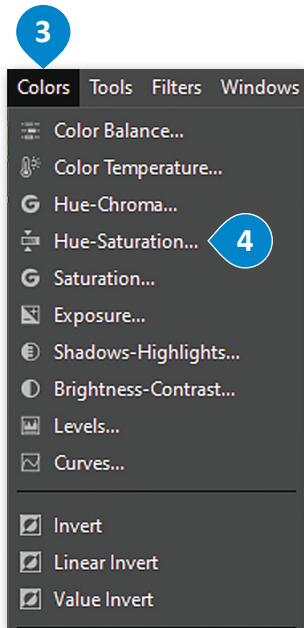 3
Colors Tools Filters Windows
Color Balance...
Color Temperature...
Hue-Chroma...
Hue-Saturation... 4
Saturation...
Exposure...
Shadows-Highlights...
Brightness-Contrast...
Levels...
Curves...
Invert
Linear Invert
Value Invert